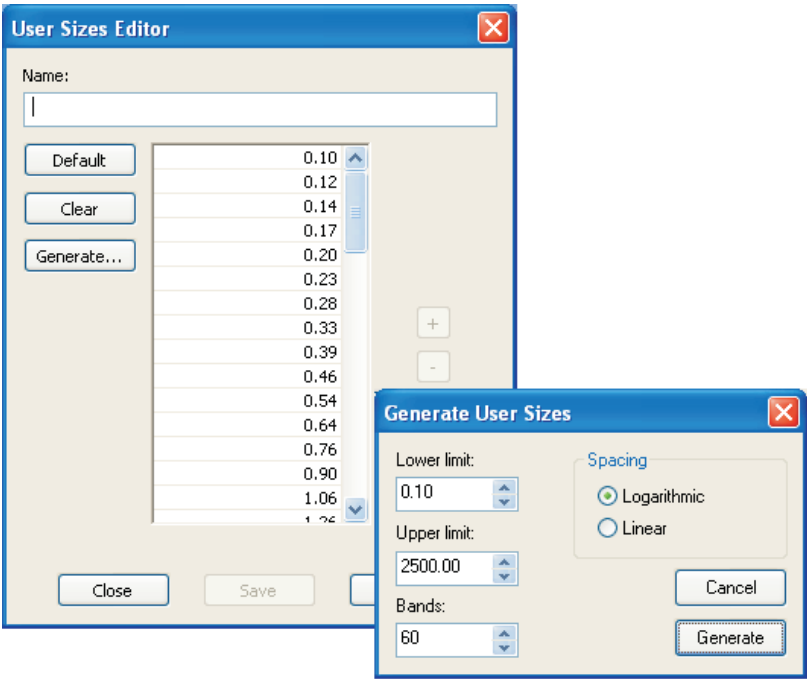 User Sizes Editor
Name:
Default
Clear
Generate...
0.10
0.12
0.14
0.17
0.20
0.23
0.28
0.33
0.39
0.46
0.54
0.64
0.76
0.90
1.06
1.26
+
-
Close
Save
Generate User Sizes
Lower limit:
0.10
Upper limit:
2500.00
Bands:
60
Spacing
Logarithmic
Linear
Cancel
Generate